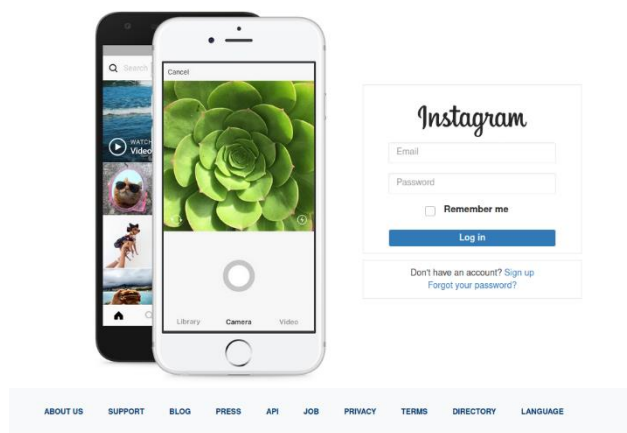 Search
WATCH
Video
Cancel
Library
Camera
Video
Instagram
Email
Password
Remember me
Log in
Don't have an account? Sign up
Forgot your password?
ABOUT US SUPPORT BLOG PRESS API JOB PRIVACY TERMS DIRECTORY LANGUAGE